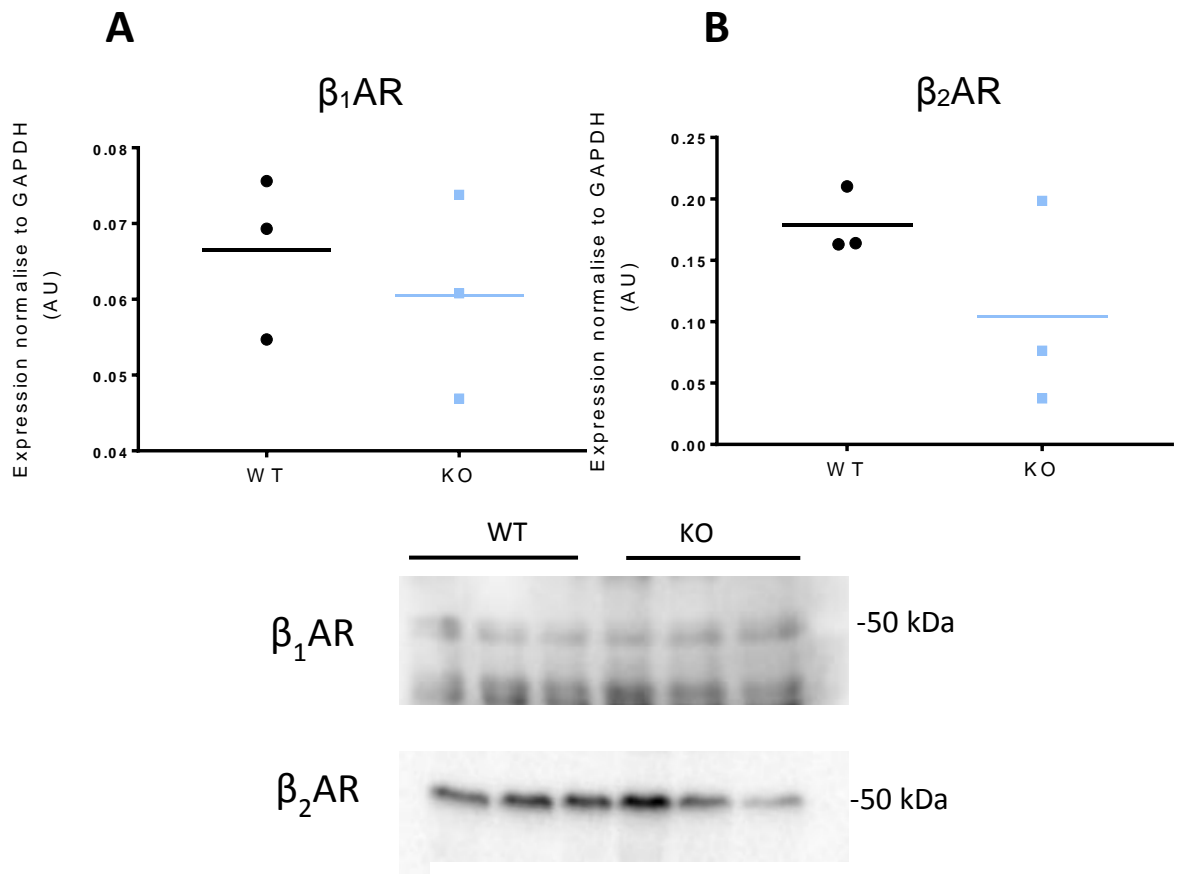 A
β₁AR
Expression normalise to GAPDH
(AU)
0.08
0.07
0.06
0.05
0.04
WT
KO
B
β₂AR
Expression normalise to GAPDH
(AU)
0.25
0.20
0.15
0.10
0.05
0.00
WT
KO
WT KO
β₁AR
-50 kDa
β₂AR
-50 kDa